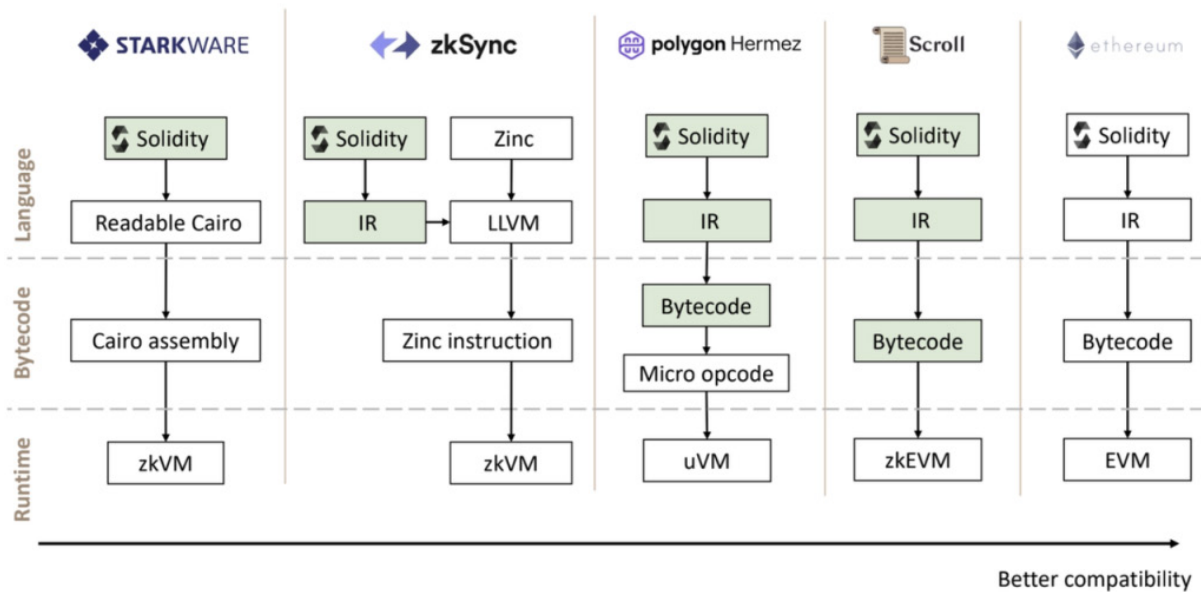 STARKWARE
zkSync
polygon Hermez
Scroll
ethereum
Language
Solidity
Solidity
Zinc
Solidity
Solidity
Solidity
Readable Cairo
IR
LLVM
IR
IR
IR
Bytecode
Bytecode
Cairo assembly
Zinc instruction
Bytecode
Bytecode
Micro opcode
Runtime
zkVM
zkVM
uVM
zkEVM
EVM
Better compatibility